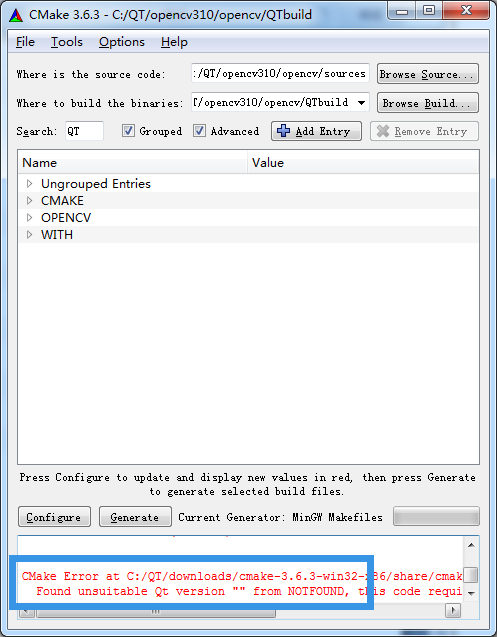 CMake 3.6.3 - C:/QT/opencv310/opencv/QTbuild
File Tools Options Help
Where is the source code: :/QT/opencv310/opencv/sources Browse Source...
Where to build the binaries: /opencv310/opencv/QTbuild Browse Build...
Search: QT Grouped Advanced Add Entry Remove Entry
Name Value
Ungrouped Entries
CMAKE
OPENCV
WITH
Press Configure to update and display new values in red, then press Generate
to generate selected build files.
Configure Generate Current Generator: MinGW Makefiles
CMake Error at C:/QT/downloads/cmake-3.6.3-win32-x86/share/cmak
Found unsuitable Qt version "" from NOTFOUND, this code requi